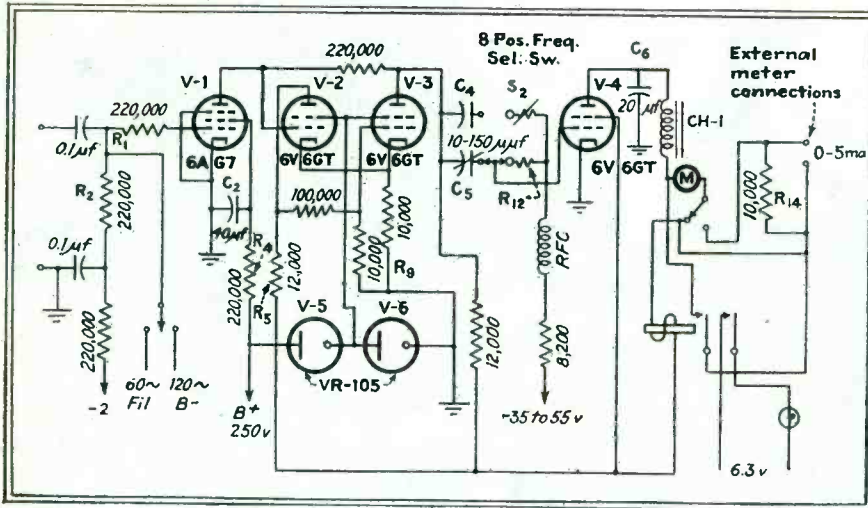 8 Pos. Freq.
Sel. Sw.
220,000
V-1
V-2
V-3
C4
S2
V-4
C6
20 μf
CH-1
External
meter
connections
0-5ma
220,000
R1
0.1μf
6A G7
6V 6GT
6V 6GT
10-150μμf
C5
R12
6V 6GT
M
10,000
R14
R2
220,000
C2
40μf
100,000
10,000
10,000
R9
RFC
0.1μf
R4
220,000
R5
12,000
V-5
V-6
VR-105
12,000
8,200
220,000
-2
60~
Fil
120~
B-
B+
250v
-35 to 55 v
6.3 v